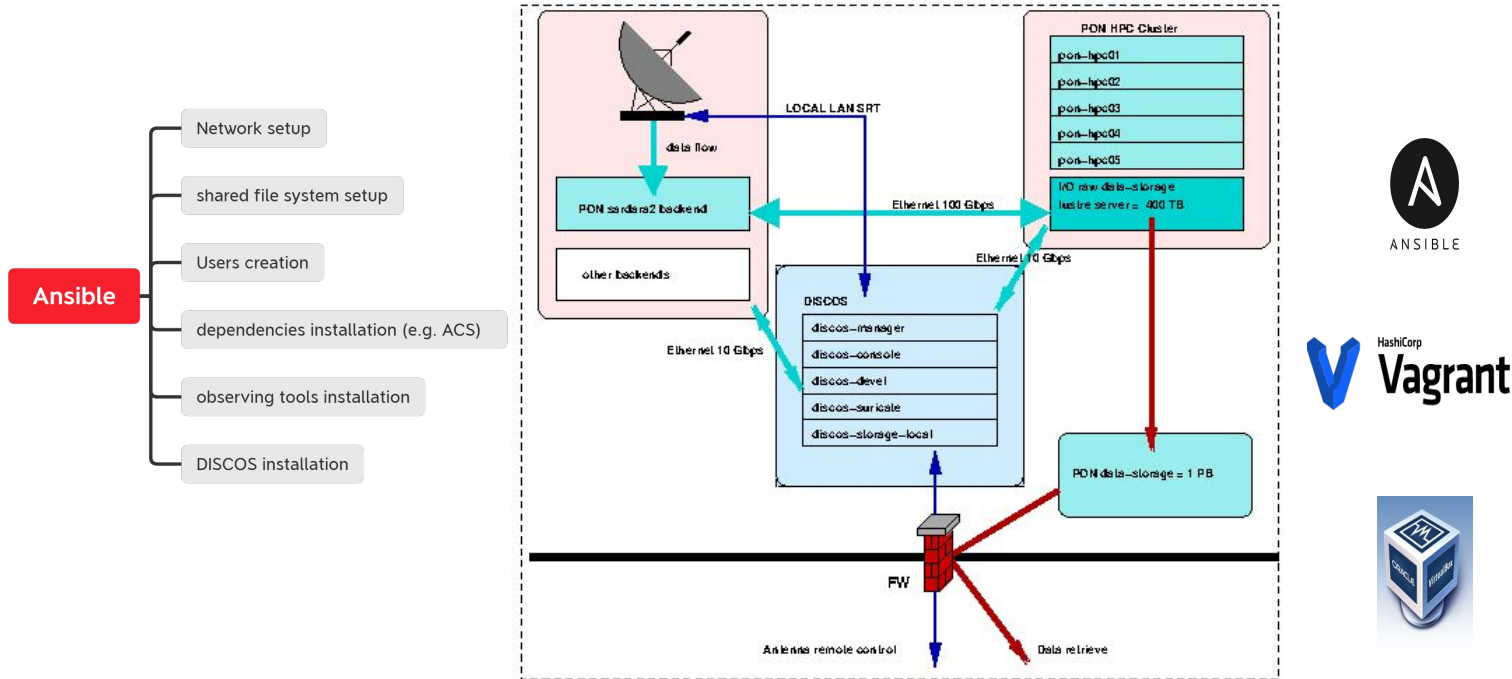 Ansible
Network setup
shared file system setup
Users creation
dependencies installation (e.g. ACS)
observing tools installation
DISCOS installation
LOCAL LAN SRT
data flow
PON sardara2 backend
other backends
Ethernet 100 Gbps
Ethernet 10 Gbps
PON HPC Cluster
pon-hpc01
pon-hpc02
pon-hpc03
pon-hpc04
pon-hpc05
I/O raw data-storage
lustre server = 400 TB
Ethernet 10 Gbps
DISCOS
discos-manager
discos-console
discos-devel
discos-suricate
discos-storage-local
PON data-storage = 1 PB
FW
Antenna remote control
Data retrieve
ANSIBLE
HashiCorp
Vagrant
ORACLE
VirtualBox